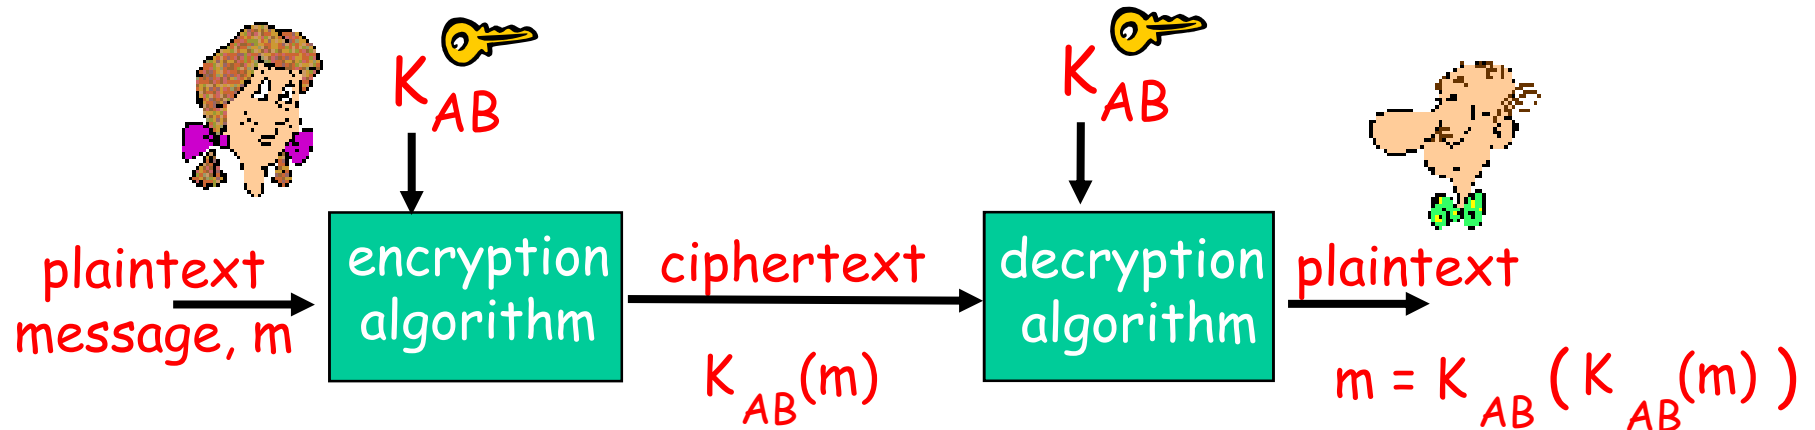 K AB
K AB
plaintext
message, m
encryption
algorithm
ciphertext
K AB (m)
decryption
algorithm
plaintext
m = K AB ( K AB (m) )